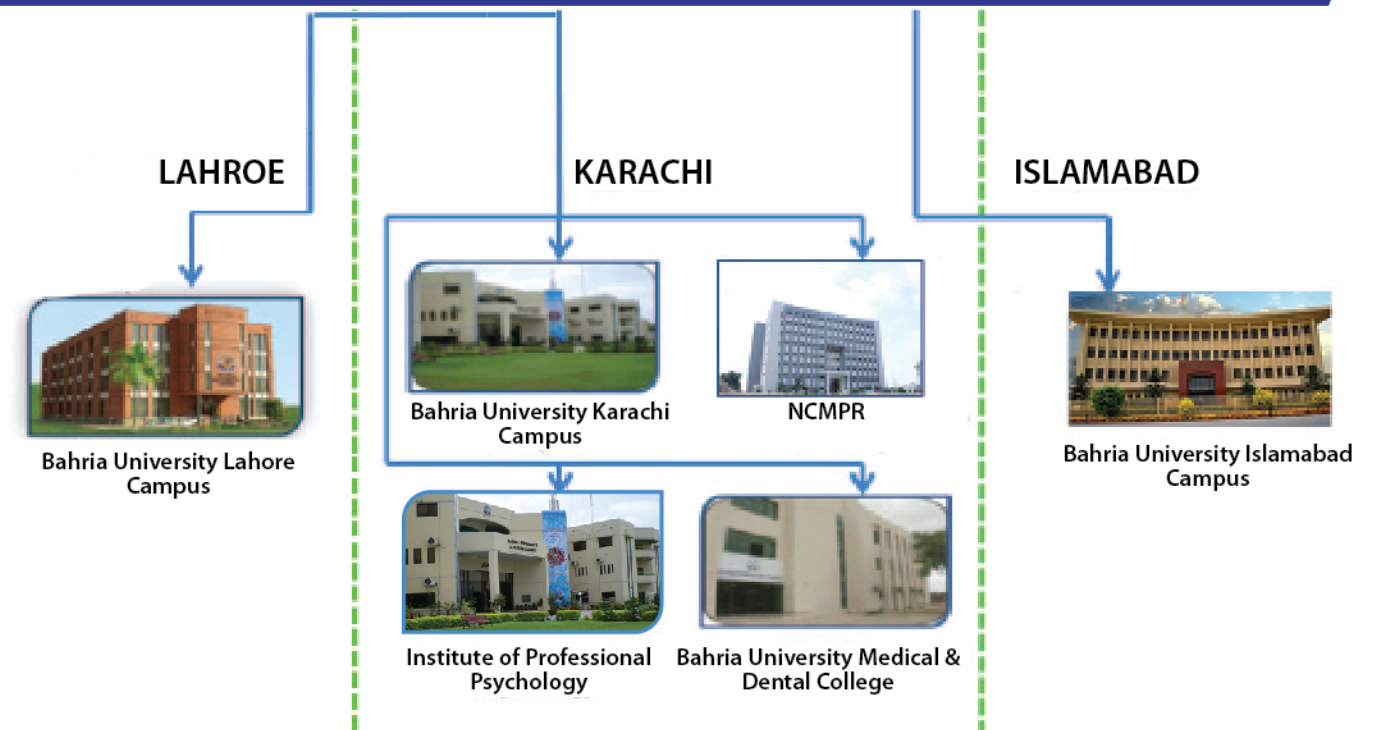 LAHROE
KARACHI
ISLAMABAD
Bahria University Karachi
Campus
NCMPR
Bahria University Lahore
Campus
Bahria University Islamabad
Campus
Institute of Professional
Psychology
Bahria University Medical &
Dental College